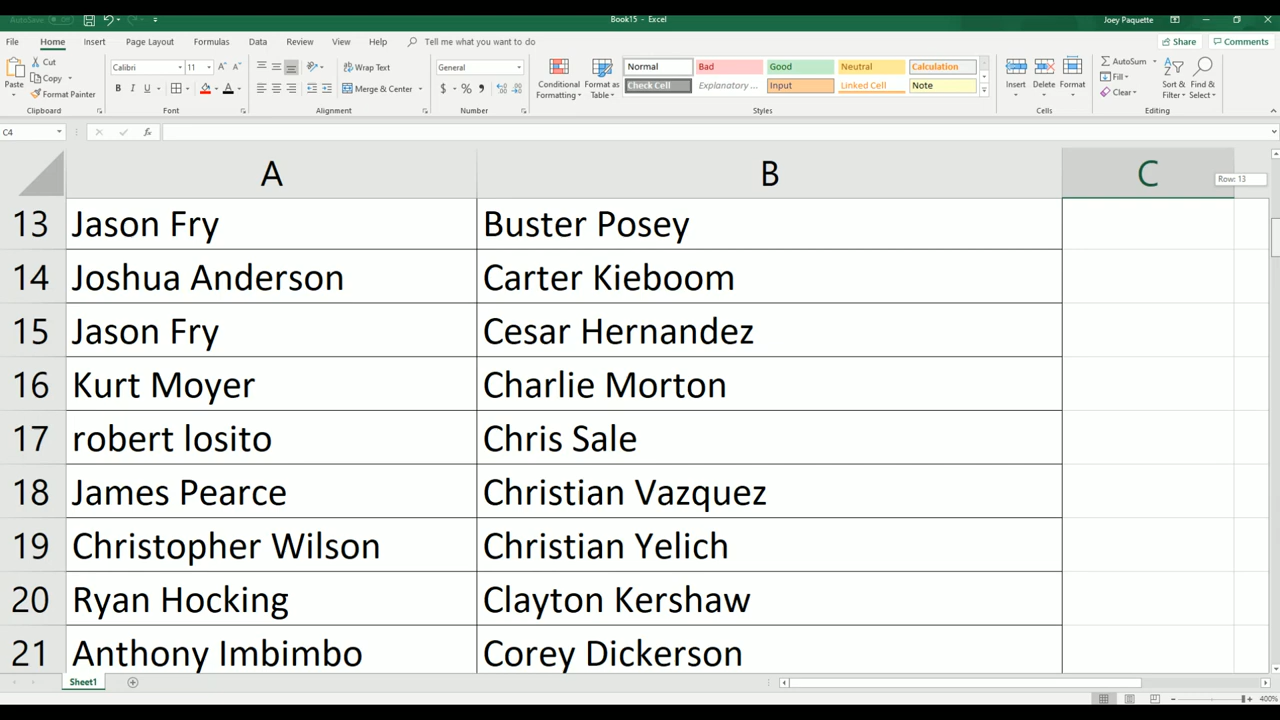 AutoSave Off Book15 - Excel Joey Paquette
File Home Insert Page Layout Formulas Data Review View Help Tell me what you want to do Share Comments
Paste Cut Copy Format Painter Clipboard
Calibri 11 Font
Wrap Text Merge & Center Alignment
General $ % , Number
Conditional Formatting Format as Table Normal Bad Good Neutral Calculation
Check Cell Explanatory ... Input Linked Cell Note Styles
Insert Delete Format Cells
AutoSum Fill Clear Sort & Filter Find & Select Editing
C4 fx
A B C Row: 13
13 Jason Fry Buster Posey
14 Joshua Anderson Carter Kieboom
15 Jason Fry Cesar Hernandez
16 Kurt Moyer Charlie Morton
17 robert losito Chris Sale
18 James Pearce Christian Vazquez
19 Christopher Wilson Christian Yelich
20 Ryan Hocking Clayton Kershaw
21 Anthony Imbimbo Corey Dickerson
Sheet1
400%